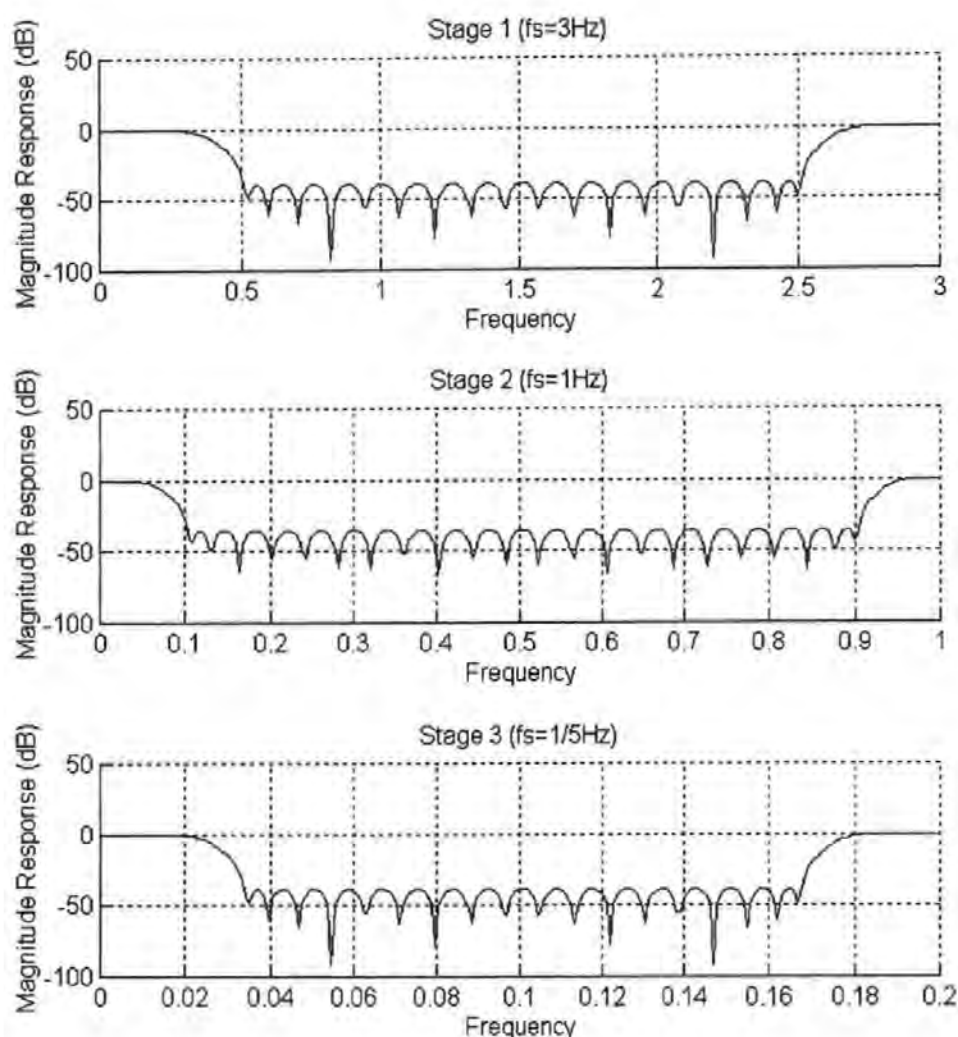 Stage 1 (fs=3Hz)
Magnitude Response (dB)
50
0
-50
-100
0 0.5 1 1.5 2 2.5 3
Frequency
Stage 2 (fs=1Hz)
Magnitude Response (dB)
50
0
-50
-100
0 0.1 0.2 0.3 0.4 0.5 0.6 0.7 0.8 0.9 1
Frequency
Stage 3 (fs=1/5Hz)
Magnitude Response (dB)
50
0
-50
-100
0 0.02 0.04 0.06 0.08 0.1 0.12 0.14 0.16 0.18 0.2
Frequency